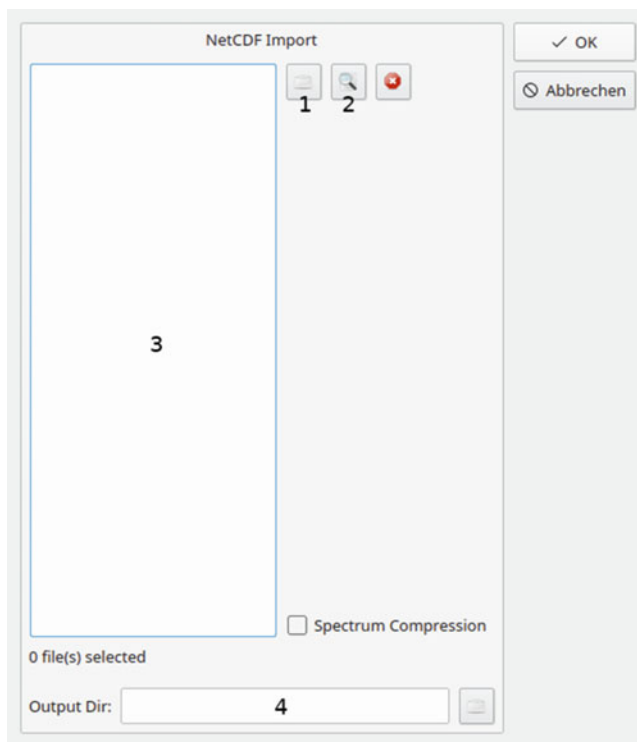 NetCDF Import
OK
Abbrechen
1 2
3
Spectrum Compression
0 file(s) selected
Output Dir:
4